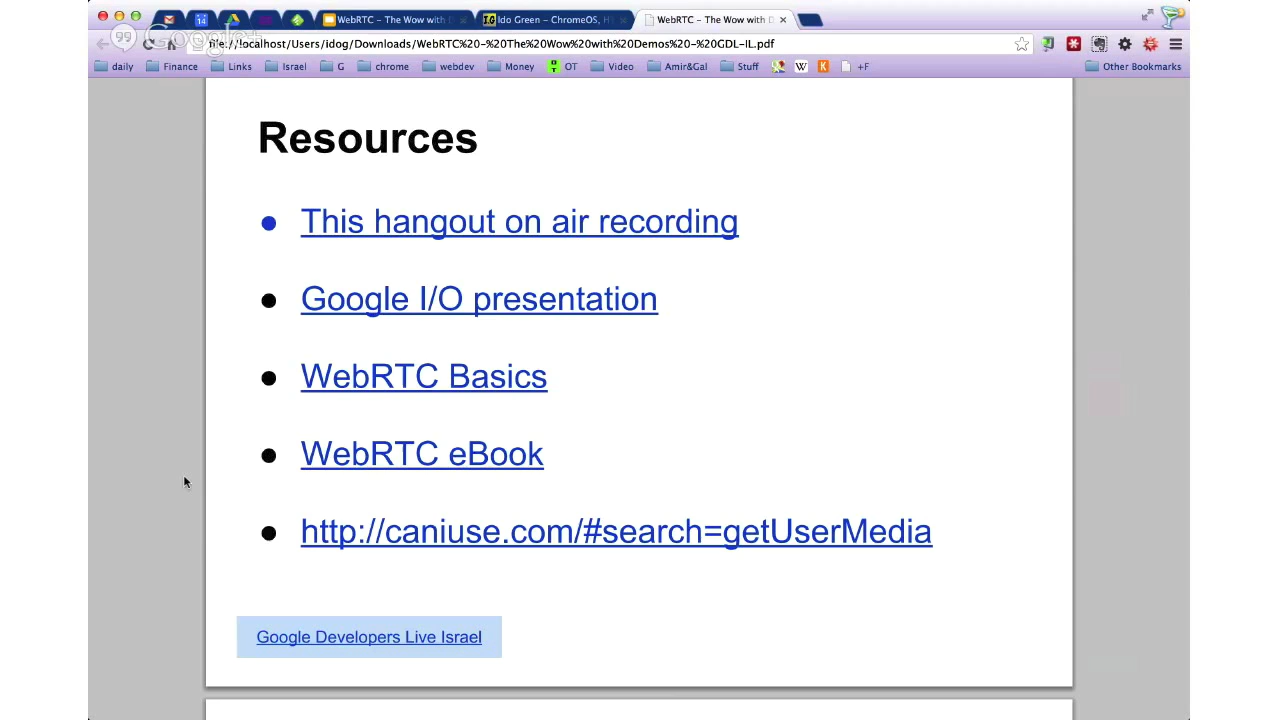 14
WebRTC – The Wow with
IG
Ido Green – ChromeOS, H
WebRTC – The Wow with
Google+
file://localhost/Users/idog/Downloads/WebRTC%20-%20The%20Wow%20with%20Demos%20-%20GDL-IL.pdf
daily
Finance
Links
Israel
G
chrome
webdev
Money
OT
Video
Amir&Gal
Stuff
W
K
+F
Other Bookmarks
Resources
● This hangout on air recording
● Google I/O presentation
● WebRTC Basics
● WebRTC eBook
● http://caniuse.com/#search=getUserMedia
Google Developers Live Israel